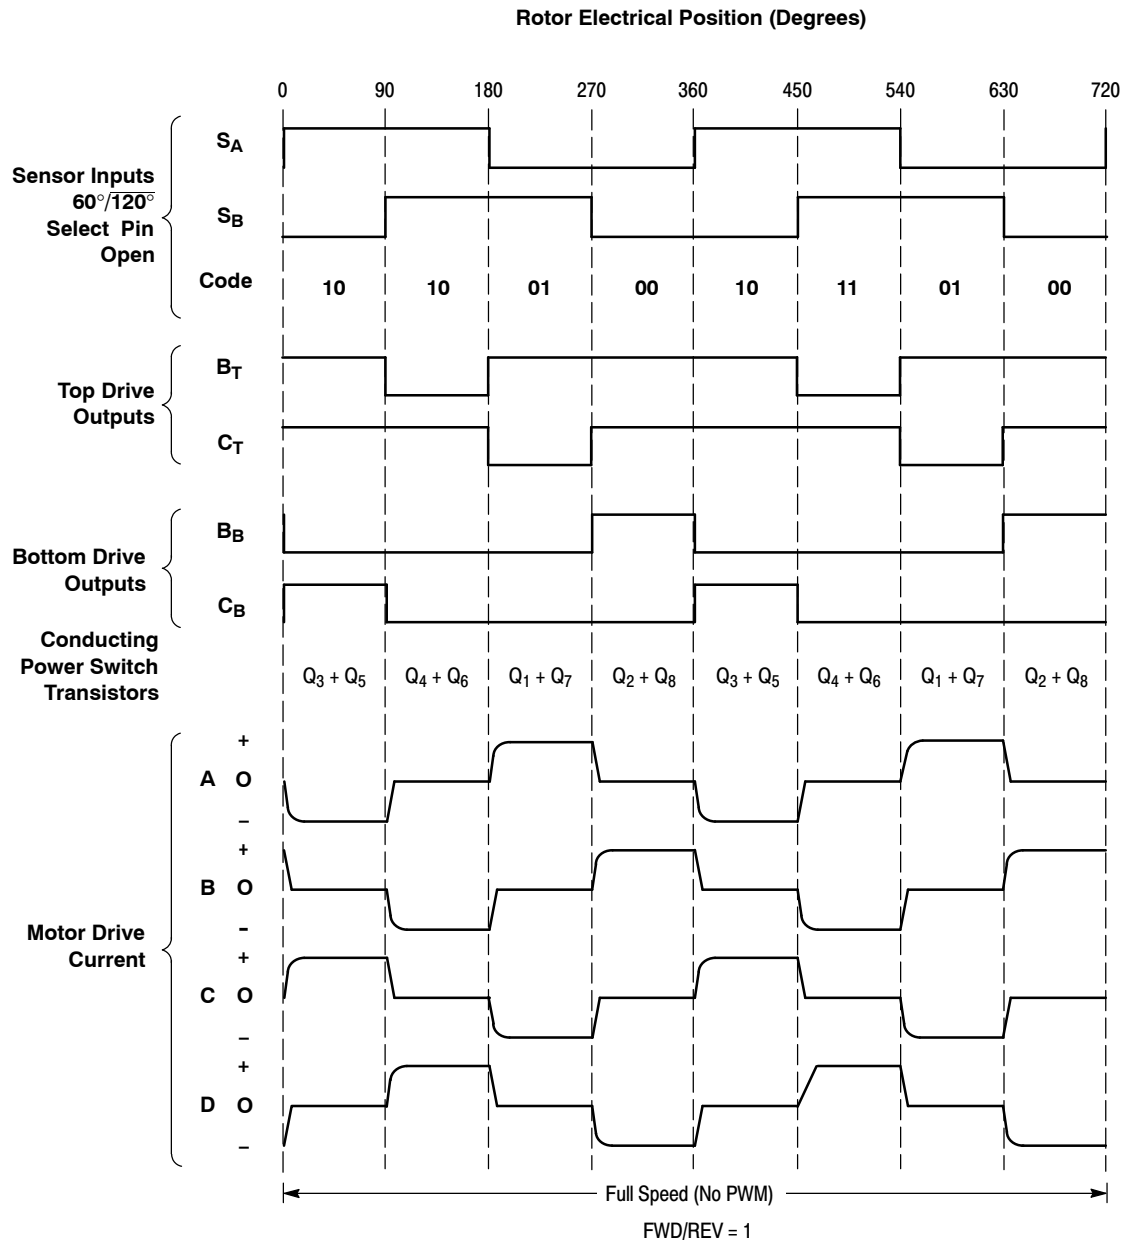 Rotor Electrical Position (Degrees)
0 90 180 270 360 450 540 630 720
Sensor Inputs
60°/120°
Select Pin
Open
SA
SB
Code
10 10 01 00 10 11 01 00
Top Drive
Outputs
BT
CT
Bottom Drive
Outputs
BB
CB
Conducting
Power Switch
Transistors
Q3 + Q5 Q4 + Q6 Q1 + Q7 Q2 + Q8 Q3 + Q5 Q4 + Q6 Q1 + Q7 Q2 + Q8
Motor Drive
Current
+
A O
−
+
B O
−
+
C O
−
+
D O
−
Full Speed (No PWM)
FWD/REV = 1